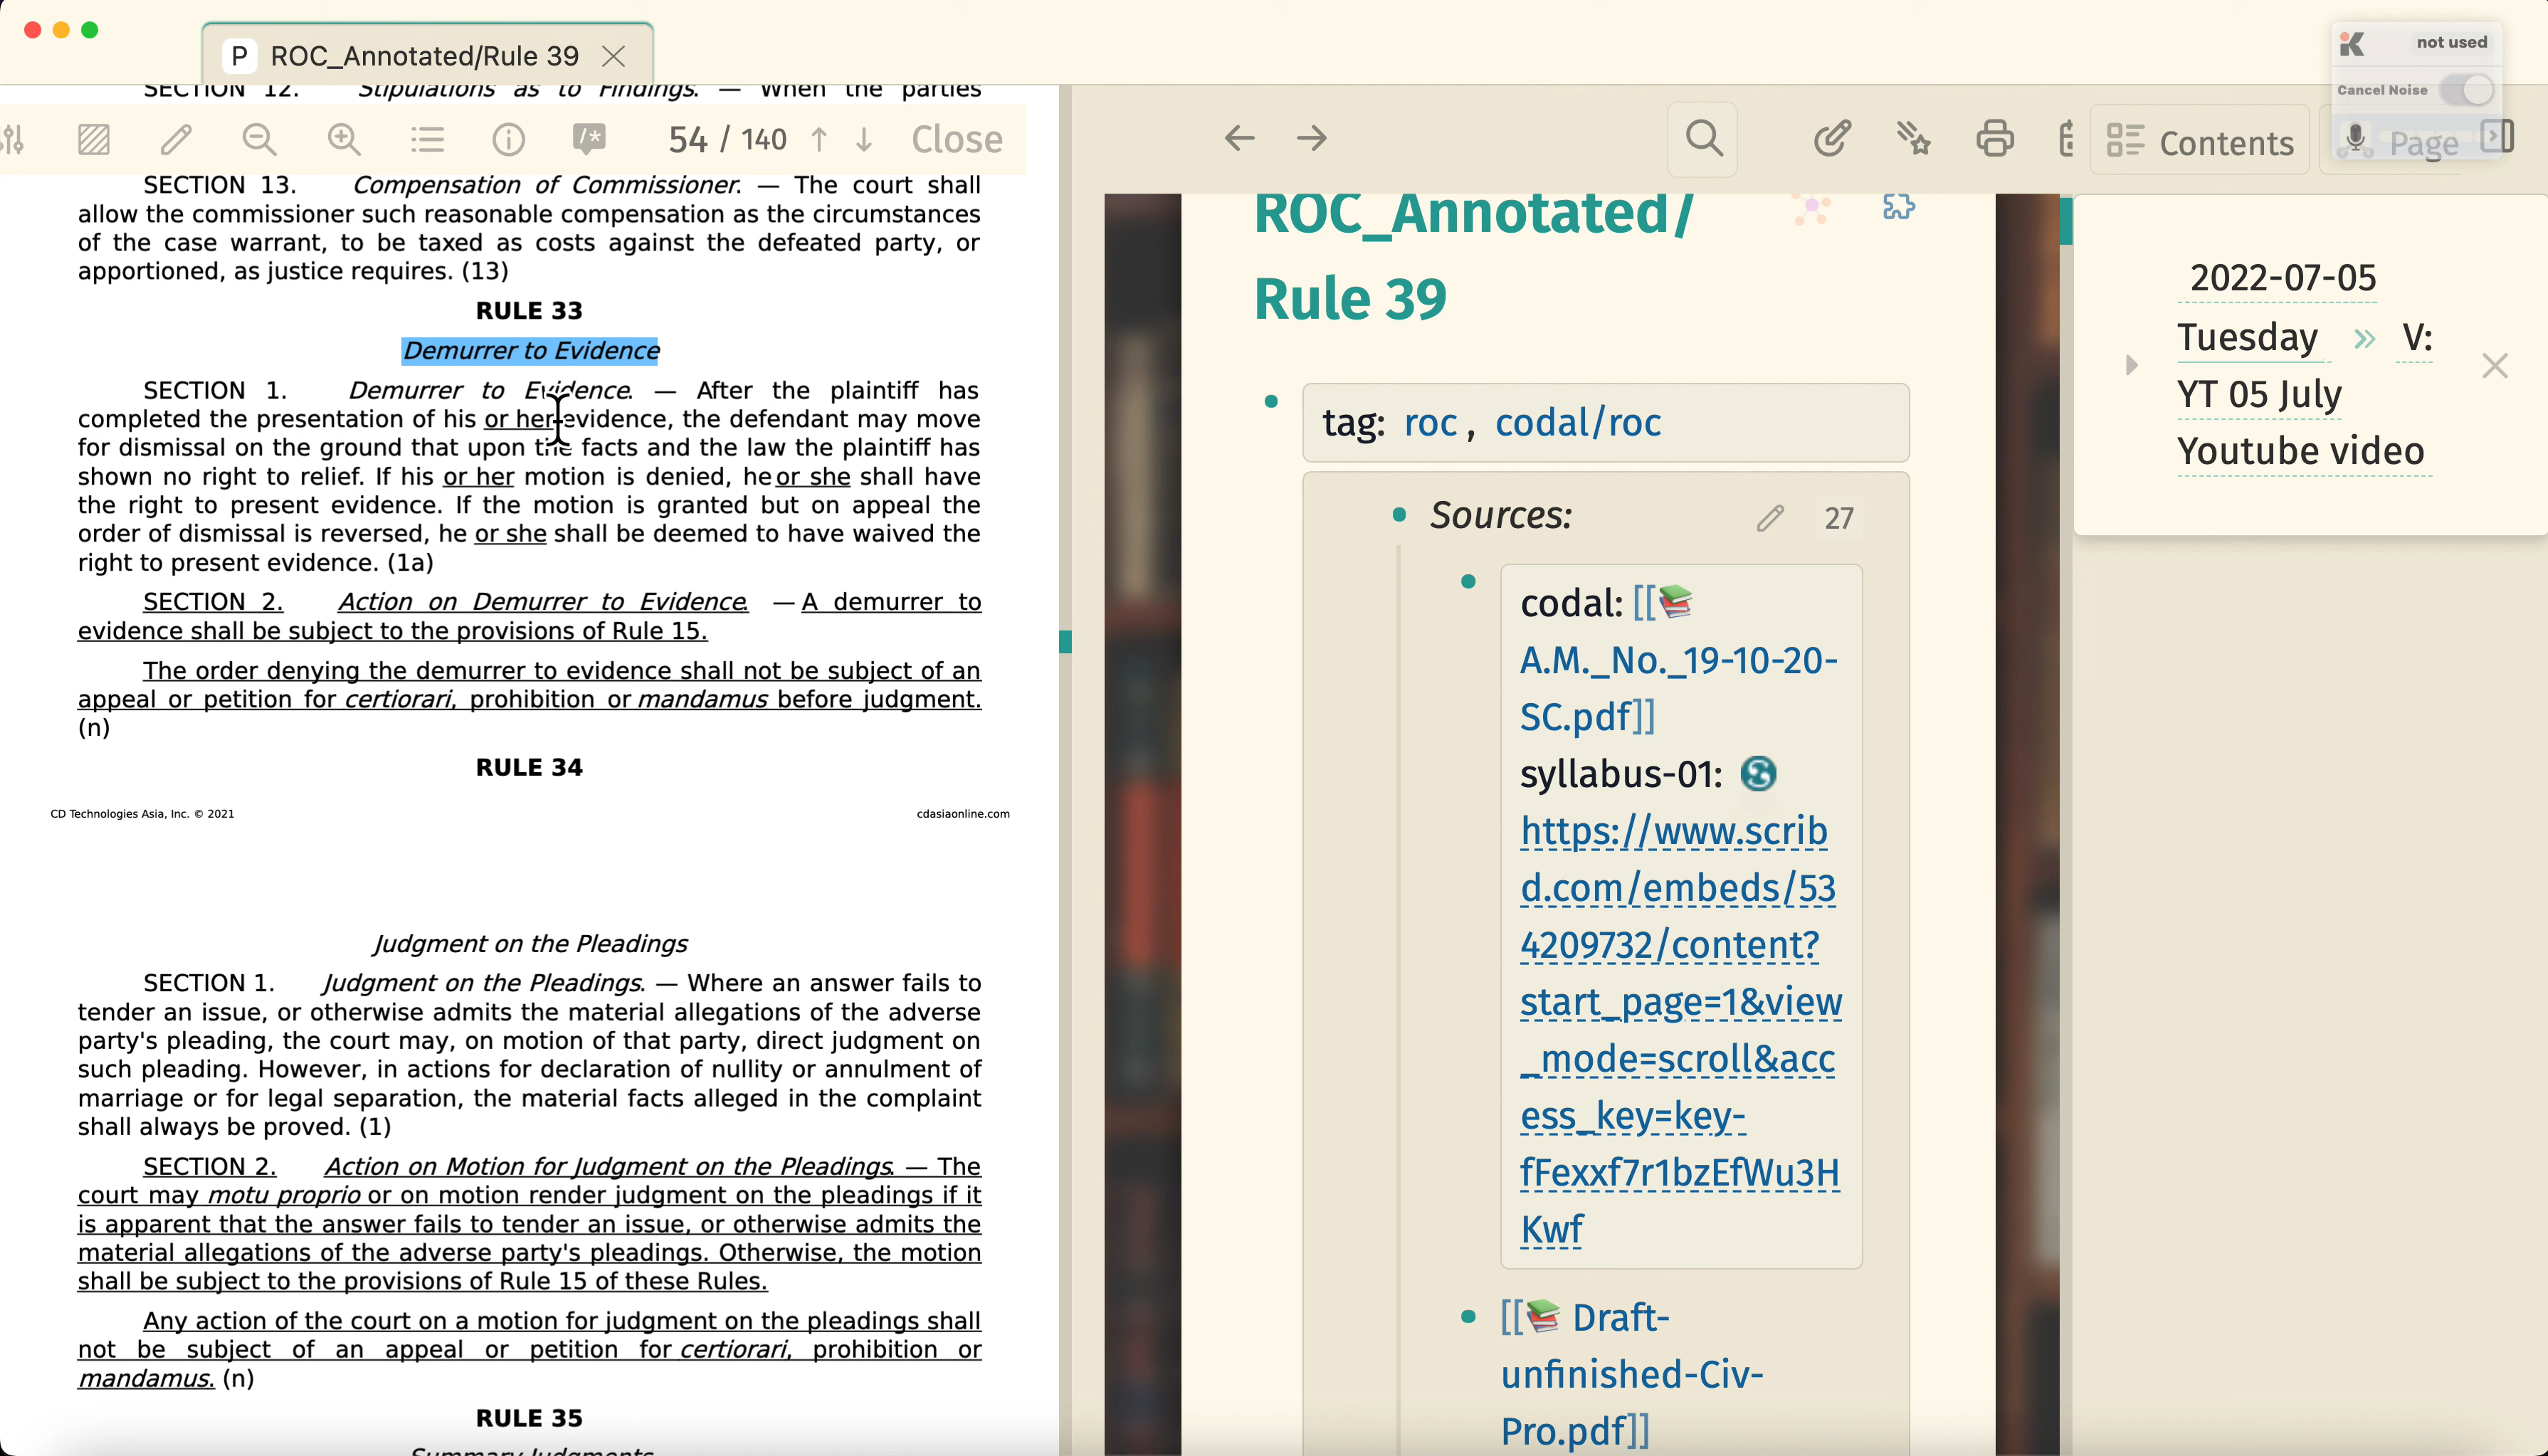 P ROC_Annotated/Rule 39
not used
Cancel Noise
SECTION 12. Stipulations as to Findings. — When the parties
54 / 140 Close
Contents
Page
SECTION 13. Compensation of Commissioner. — The court shall
allow the commissioner such reasonable compensation as the circumstances
of the case warrant, to be taxed as costs against the defeated party, or
apportioned, as justice requires. (13)
RULE 33
Demurrer to Evidence
SECTION 1. Demurrer to Evidence. — After the plaintiff has
completed the presentation of his or her evidence, the defendant may move
for dismissal on the ground that upon the facts and the law the plaintiff has
shown no right to relief. If his or her motion is denied, he or she shall have
the right to present evidence. If the motion is granted but on appeal the
order of dismissal is reversed, he or she shall be deemed to have waived the
right to present evidence. (1a)
SECTION 2. Action on Demurrer to Evidence. — A demurrer to
evidence shall be subject to the provisions of Rule 15.
The order denying the demurrer to evidence shall not be subject of an
appeal or petition for certiorari, prohibition or mandamus before judgment.
(n)
RULE 34
CD Technologies Asia, Inc. © 2021 cdasiaonline.com
Judgment on the Pleadings
SECTION 1. Judgment on the Pleadings. — Where an answer fails to
tender an issue, or otherwise admits the material allegations of the adverse
party's pleading, the court may, on motion of that party, direct judgment on
such pleading. However, in actions for declaration of nullity or annulment of
marriage or for legal separation, the material facts alleged in the complaint
shall always be proved. (1)
SECTION 2. Action on Motion for Judgment on the Pleadings. — The
court may motu proprio or on motion render judgment on the pleadings if it
is apparent that the answer fails to tender an issue, or otherwise admits the
material allegations of the adverse party's pleadings. Otherwise, the motion
shall be subject to the provisions of Rule 15 of these Rules.
Any action of the court on a motion for judgment on the pleadings shall
not be subject of an appeal or petition for certiorari, prohibition or
mandamus. (n)
RULE 35
Summary Judgments
ROC_Annotated/
Rule 39
tag: roc, codal/roc
Sources: 27
codal: [[📚
A.M._No._19-10-20-
SC.pdf]]
syllabus-01:
https://www.scrib
d.com/embeds/53
4209732/content?
start_page=1&view
_mode=scroll&acc
ess_key=key-
fFexxf7r1bzEfWu3H
Kwf
[[📚 Draft-
unfinished-Civ-
Pro.pdf]]
2022-07-05
Tuesday » V:
YT 05 July
Youtube video